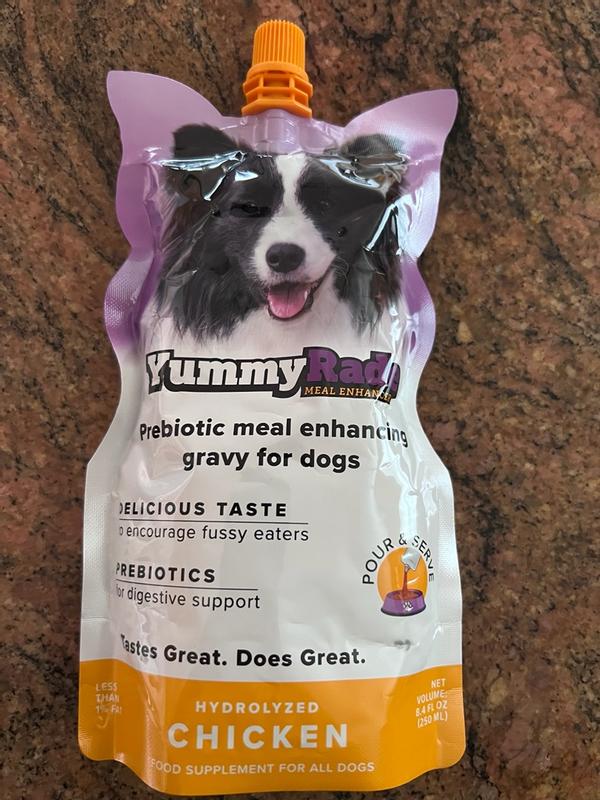 YummyRade
MEAL ENHANCER
Prebiotic meal enhancing
gravy for dogs
DELICIOUS TASTE
to encourage fussy eaters
PREBIOTICS
for digestive support
POUR & SERVE
Tastes Great. Does Great.
LESS
THAN
1% FAT
HYDROLYZED
CHICKEN
FOOD SUPPLEMENT FOR ALL DOGS
NET
VOLUME:
8.4 FL OZ
(250 ML)